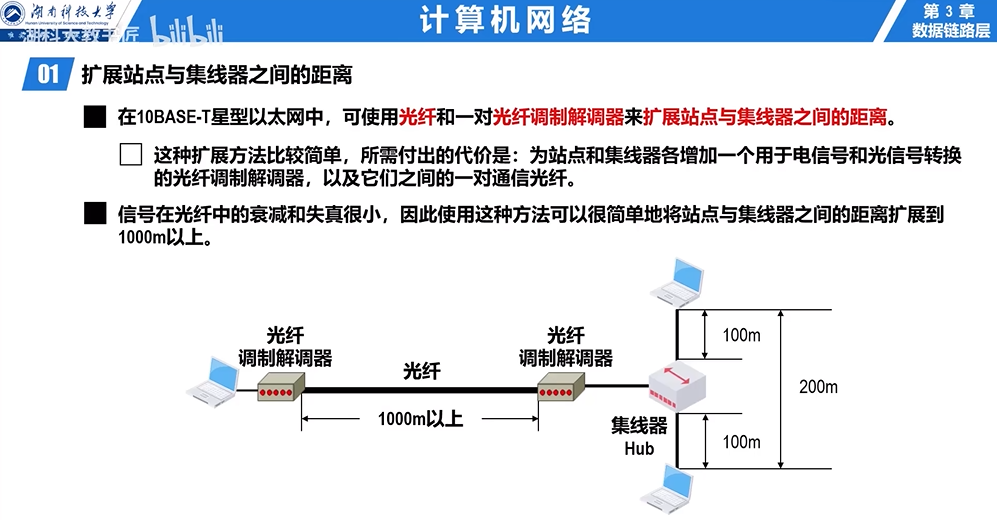 湖南科技大学
Hunan University of Science and Technology
湖科大教书匠 bilibili
计算机网络
第 3 章
数据链路层
01 扩展站点与集线器之间的距离
在10BASE-T星型以太网中，可使用光纤和一对光纤调制解调器来扩展站点与集线器之间的距离。
这种扩展方法比较简单，所需付出的代价是：为站点和集线器各增加一个用于电信号和光信号转换
的光纤调制解调器，以及它们之间的一对通信光纤。
信号在光纤中的衰减和失真很小，因此使用这种方法可以很简单地将站点与集线器之间的距离扩展到
1000m以上。
光纤
调制解调器
光纤
光纤
调制解调器
1000m以上
集线器
Hub
100m
200m
100m